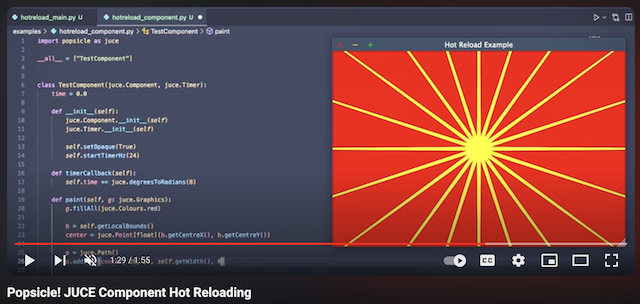 hotreload_main.py U
hotreload_component.py U
examples > hotreload_component.py > TestComponent > paint
1 import popsicle as juce
2
3 __all__ = ["TestComponent"]
4
5
6 class TestComponent(juce.Component, juce.Timer):
7 time = 0.0
8
9 def __init__(self):
10 juce.Component.__init__(self)
11 juce.Timer.__init__(self)
12
13 self.setOpaque(True)
14 self.startTimerHz(24)
15
16 def timerCallback(self):
17 self.time += juce.degreesToRadians(8)
18
19 def paint(self, g: juce.Graphics):
20 g.fillAll(juce.Colours.red)
21
22 b = self.getLocalBounds()
23 center = juce.Point[float](b.getCentreX(), b.getCentreY())
24
25 p = juce.Path()
self.getWidth(),
Hot Reload Example
1:29 / 1:55
CC
Popsicle! JUCE Component Hot Reloading